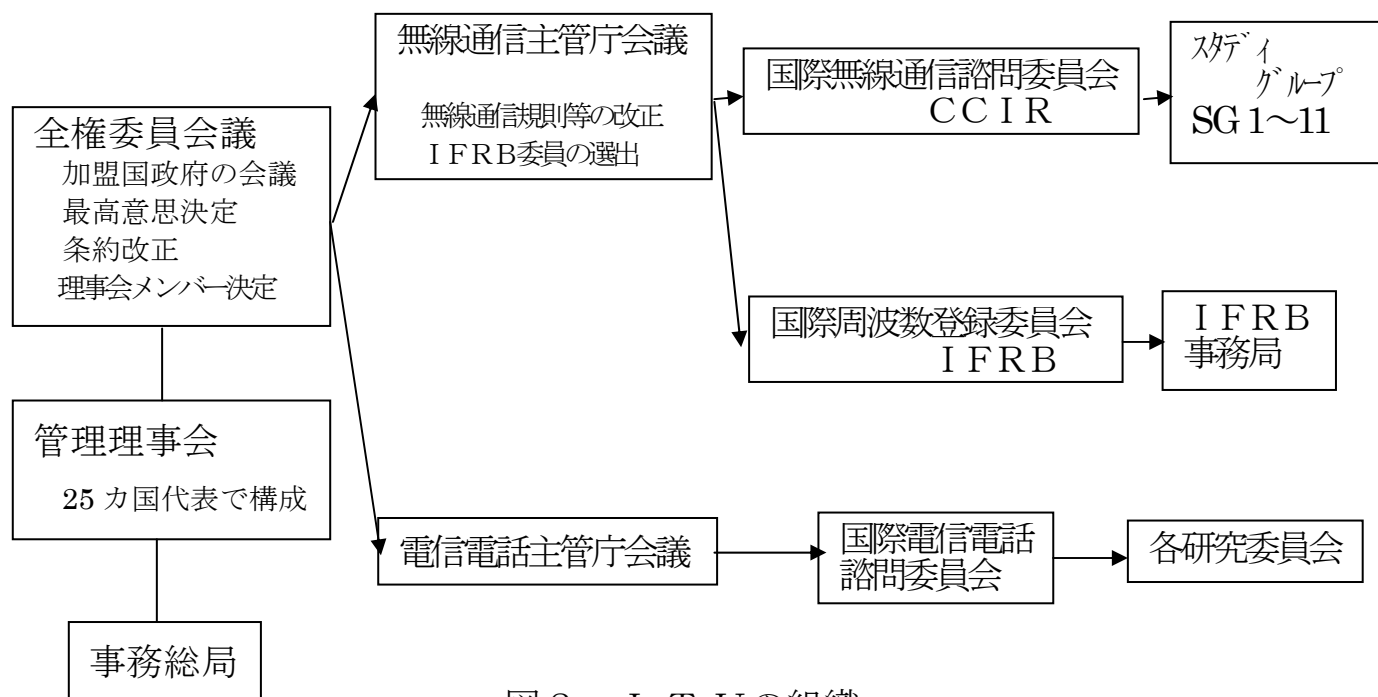 全権委員会議
加盟国政府の会議
最高意思決定
条約改正
理事会メンバー決定
管理理事会
25 カ国代表で構成
事務総局
無線通信主管庁会議
無線通信規則等の改正
ＩＦＲＢ委員の選出
電信電話主管庁会議
国際無線通信諮問委員会
ＣＣＩＲ
国際周波数登録委員会
ＩＦＲＢ
国際電信電話
諮問委員会
ｽﾀﾃﾞｨ
ｸﾞﾙｰﾌﾟ
SG 1～11
ＩＦＲＢ
事務局
各研究委員会